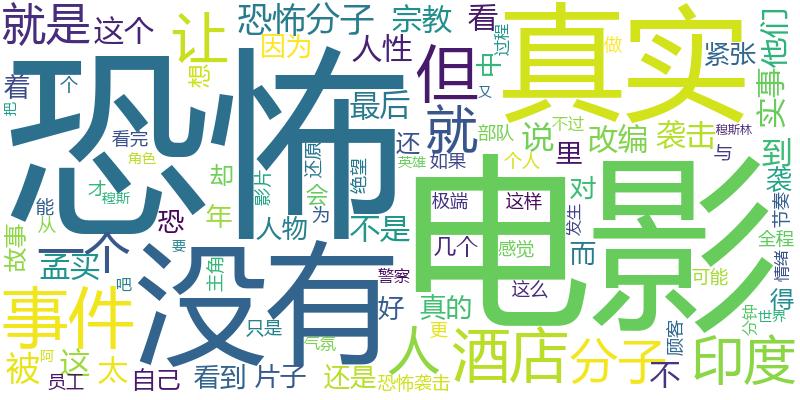 就是
这个
让
恐怖分子
宗教
看
真实
因为
想
人性
但
中
过程
做
紧张
他们
实事
着
个
把
恐怖
最后
就
又
还
部队
不过
说
改编
袭击
穆斯林
看完
角色
却
影片
还原
绝望
英雄
如果
个人
里
与
到
电影
能
从
才
穆斯
恐
年
会
为
人物
不是
极端
这样
对
发生
袭
节奏
全程
故事
一个
没有
要
主角
几个
感觉
而
情绪
孟实
吧
警察
好
真的
这么
可能
得
事件
只是
气氛
更
人
酒店
分子
顾客
印度
分钟
世界
被
这
阿
太
员工
自己
看到
片子
还是
恐怖袭击
不